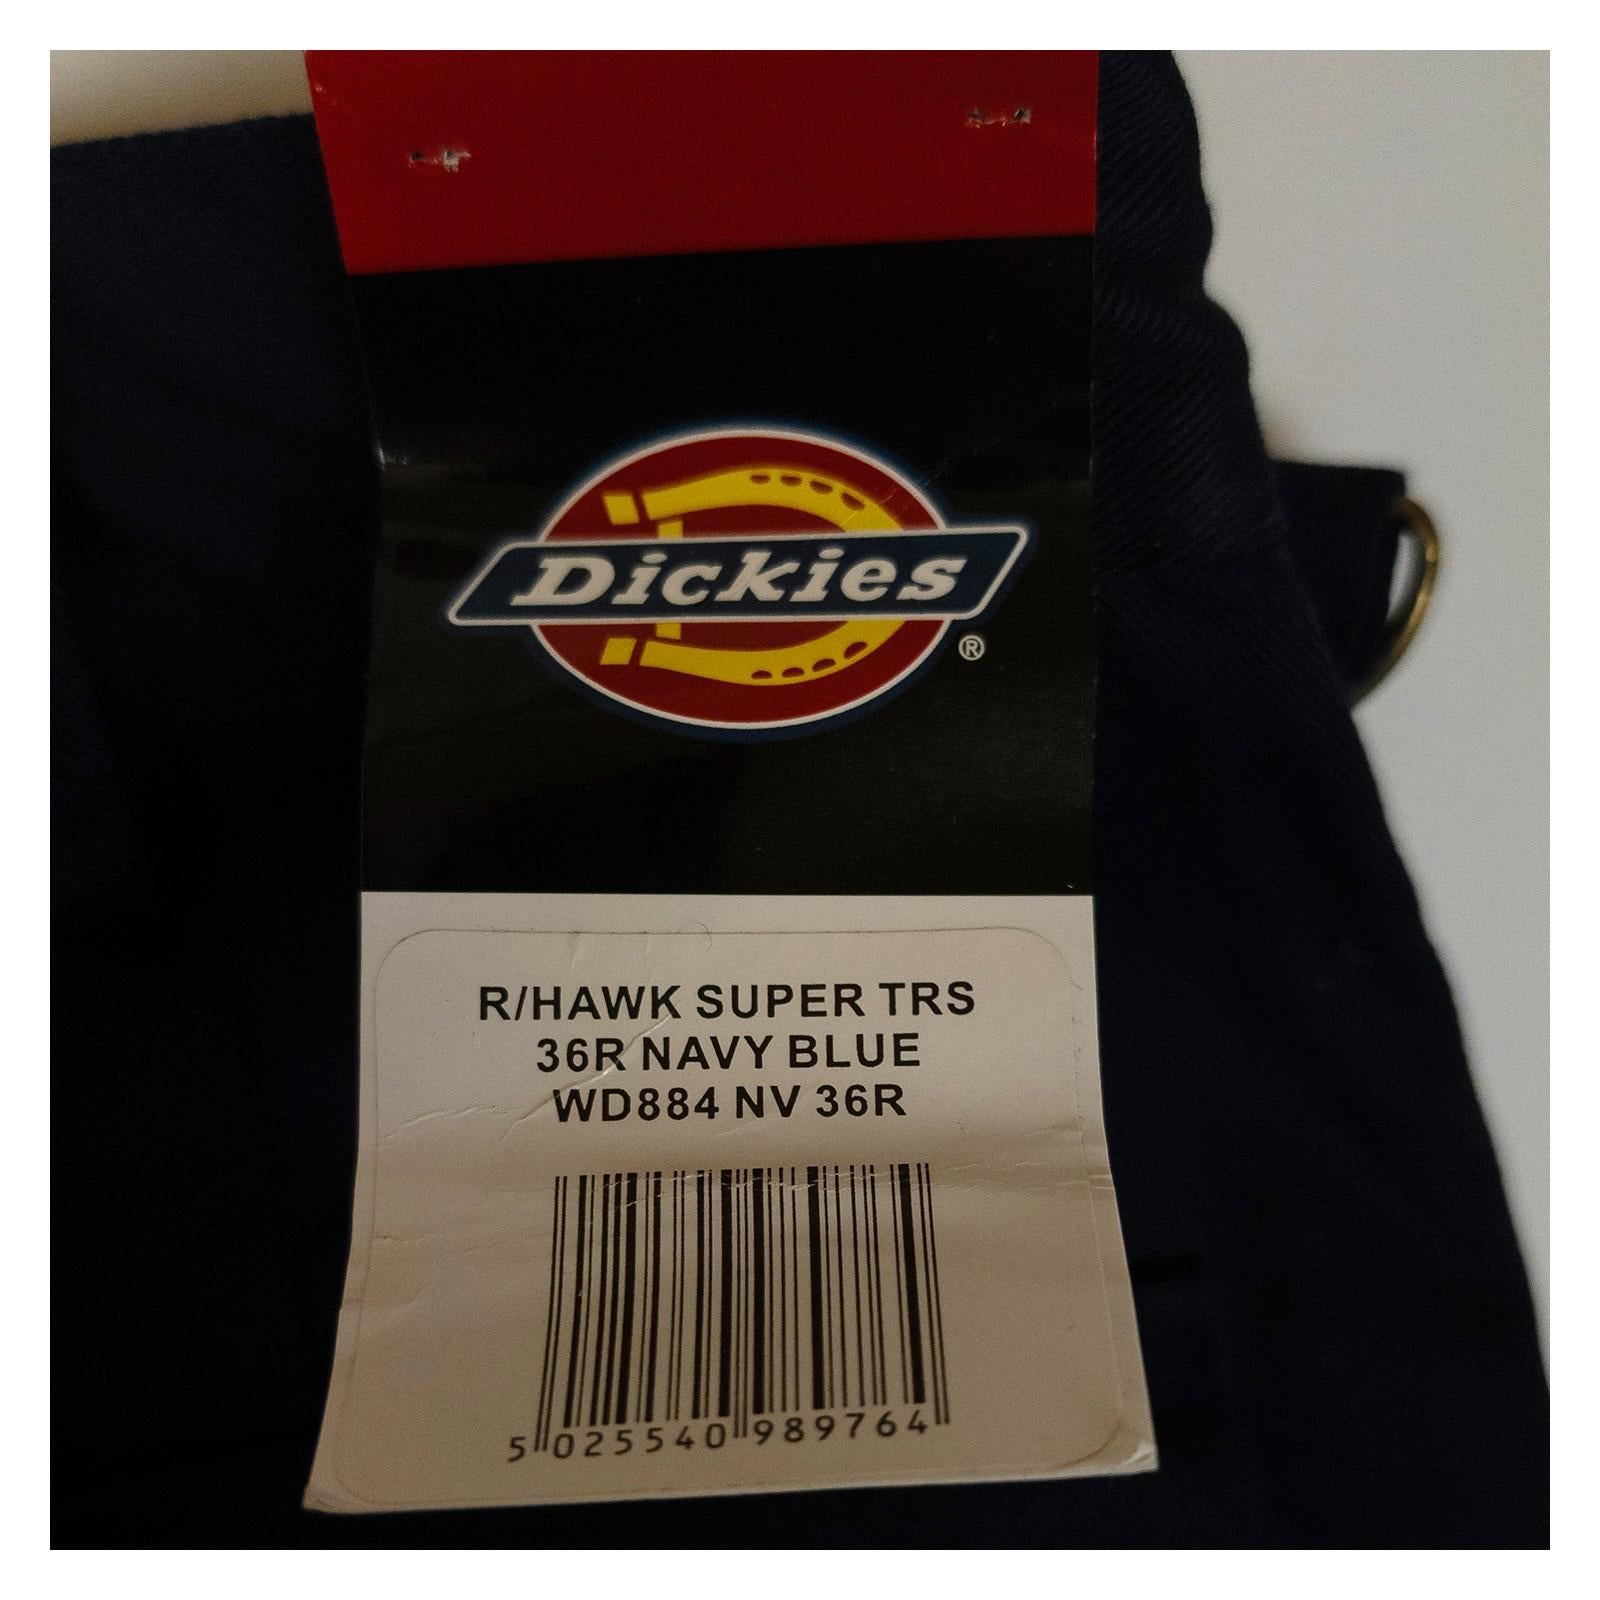 Dickies
®
R/HAWK SUPER TRS
36R NAVY BLUE
WD884 NV 36R
5 025540 989764